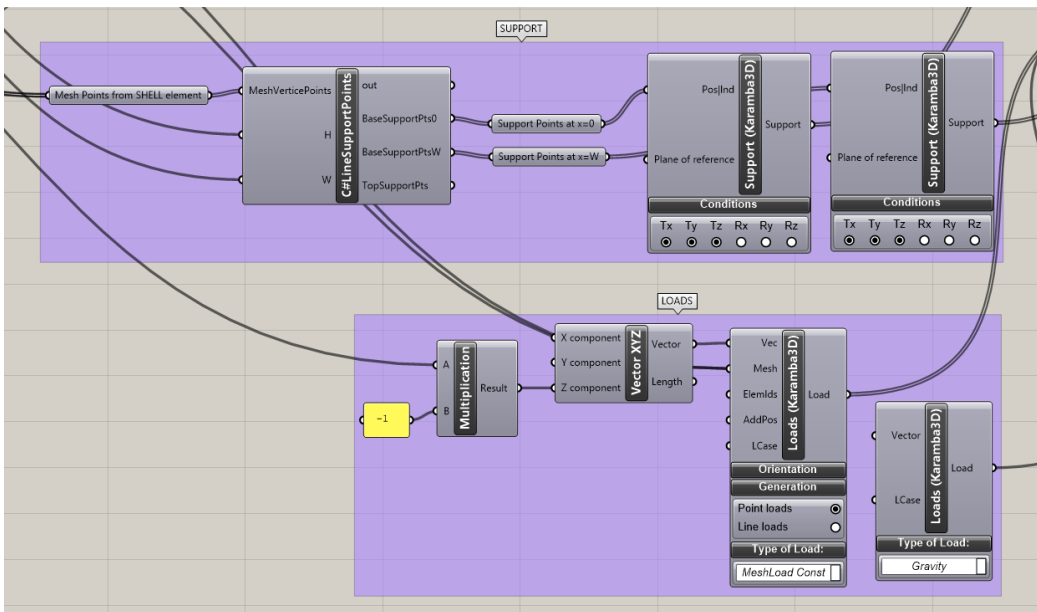 SUPPORT
Mesh Points from SHELL element
MeshVerticePoints
H
W
C#LineSupportPoints
out
BaseSupportPts0
BaseSupportPtsW
TopSupportPts
Support Points at x=0
Support Points at x=W
Pos|Ind
Plane of reference
Support (Karamba3D)
Support
Conditions
Tx Ty Tz Rx Ry Rz
Pos|Ind
Plane of reference
Support (Karamba3D)
Support
Conditions
Tx Ty Tz Rx Ry Rz
LOADS
A
B
Multiplication
Result
-1
X component
Y component
Z component
Vector XYZ
Vector
Length
Vec
Mesh
ElemIds
AddPos
LCase
Loads (Karamba3D)
Load
Orientation
Generation
Point loads
Line loads
Type of Load:
MeshLoad Const
Vector
LCase
Loads (Karamba3D)
Load
Type of Load:
Gravity